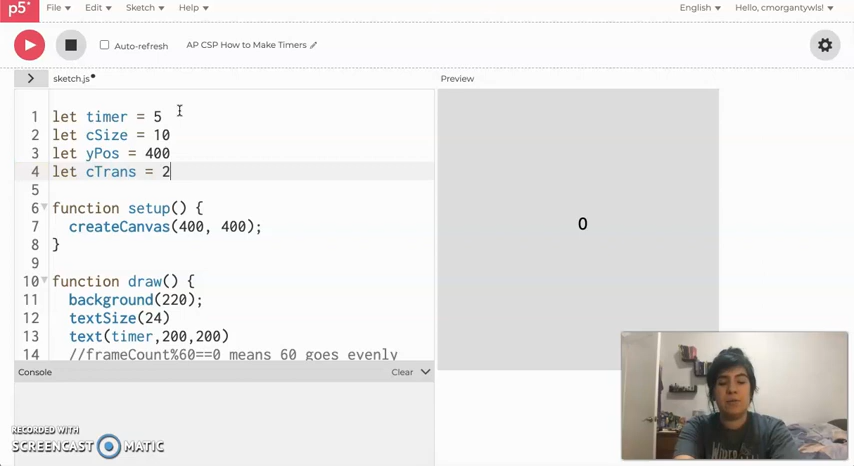 p5* File Edit Sketch Help English Hello, cmorgantywls!
Auto-refresh AP CSP How to Make Timers
sketch.js Preview
1 let timer = 5
2 let cSize = 10
3 let yPos = 400
4 let cTrans = 2
5
6 function setup() {
7 createCanvas(400, 400);
8 }
9
10 function draw() {
11 background(220);
12 textSize(24)
13 text(timer,200,200)
14 //frameCount%60==0 means 60 goes evenly
0
Console Clear
RECORDED WITH
SCREENCAST MATIC